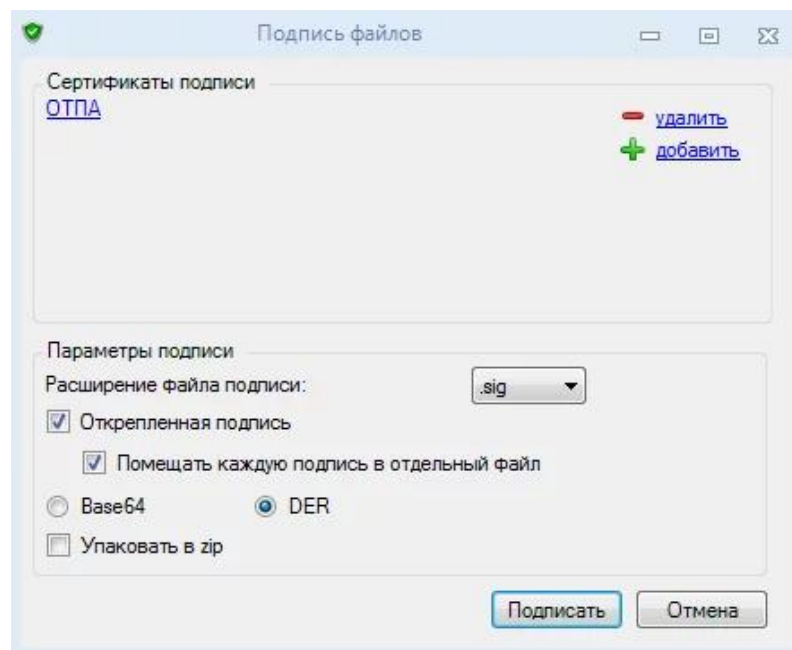 Подпись файлов
Сертификаты подписи
ОТПА
удалить
добавить
Параметры подписи
Расширение файла подписи: .sig
Открепленная подпись
Помещать каждую подпись в отдельный файл
Base64 DER
Упаковать в zip
Подписать Отмена